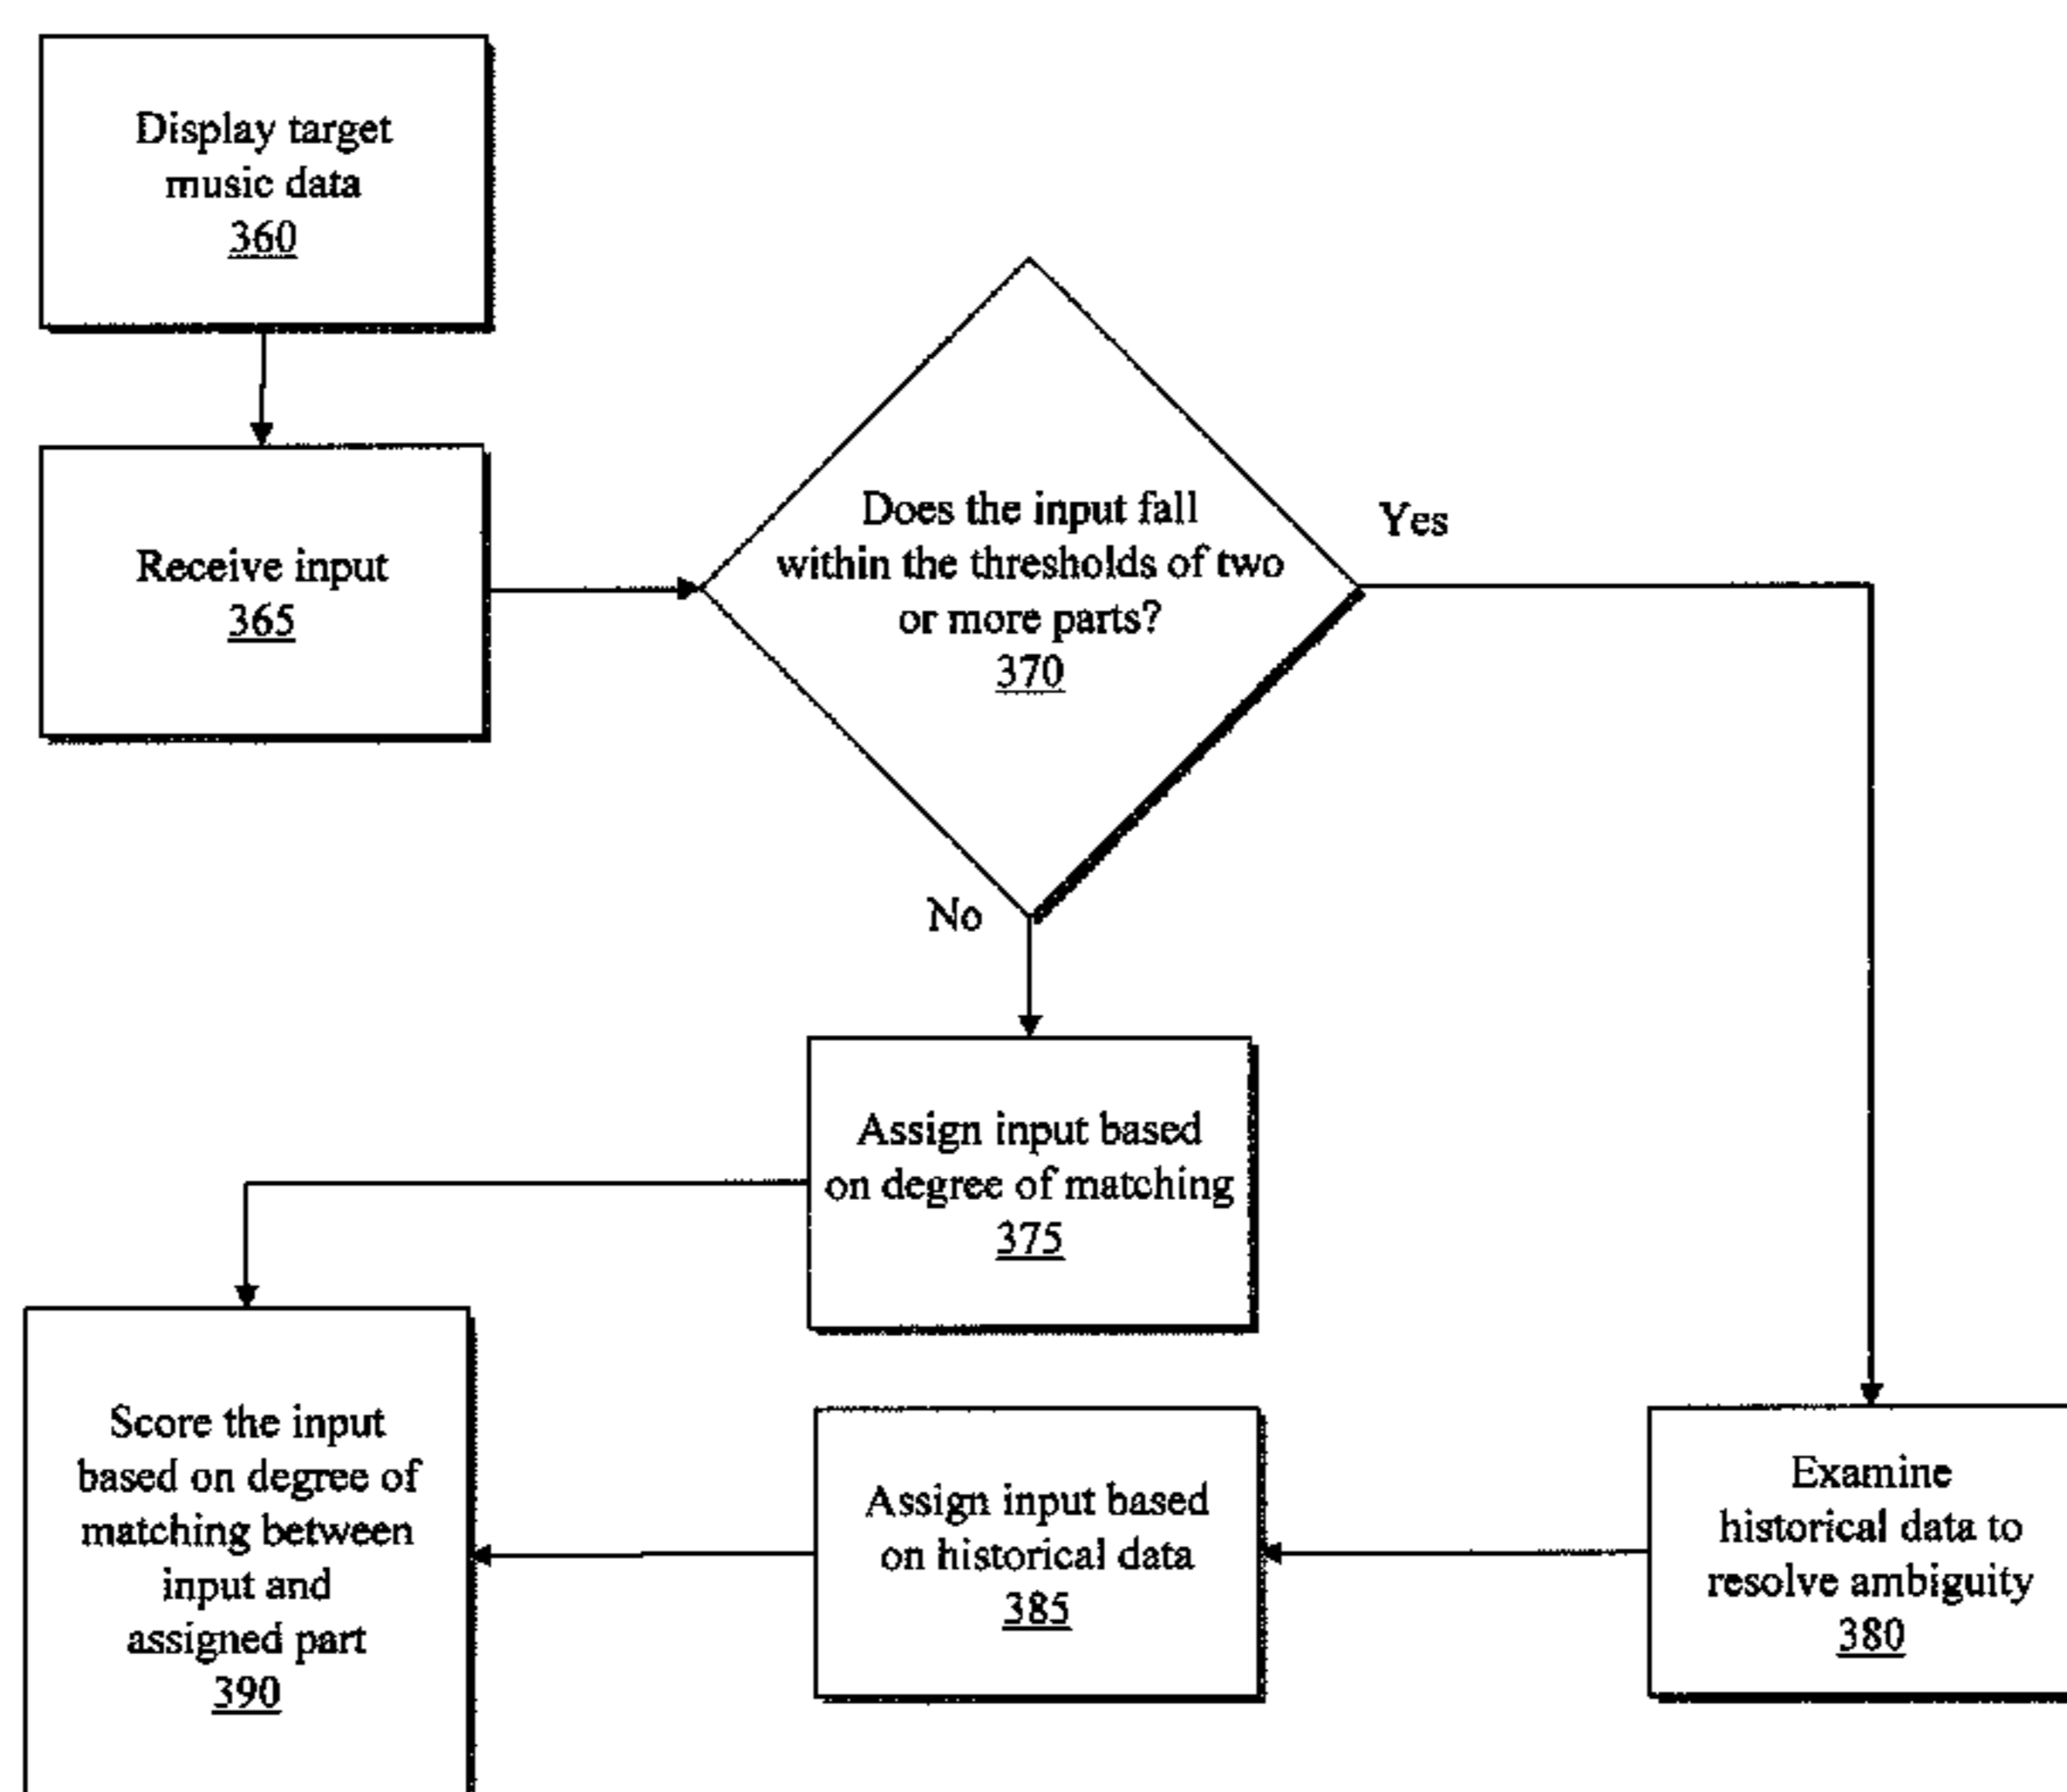 Display target
music data
360
Receive input
365
Does the input fall
within the thresholds of two
or more parts?
370
Yes
No
Assign input based
on degree of matching
375
Score the input
based on degree of
matching between
input and
assigned part
390
Assign input based
on historical data
385
Examine
historical data to
resolve ambiguity
380